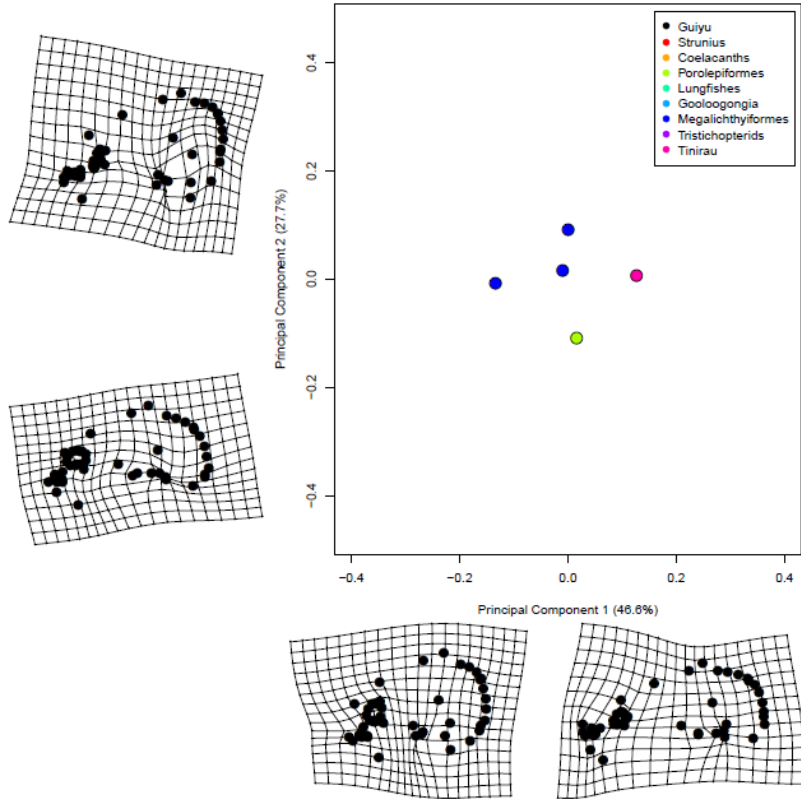 Guiyu
Strunius
Coelacanths
Porolepiformes
Lungfishes
Gooloogongia
Megalichthyiformes
Tristichopterids
Tinirau
0.4
0.2
0.0
−0.2
−0.4
Principal Component 2 (27.7%)
−0.4
−0.2
0.0
0.2
0.4
Principal Component 1 (46.6%)